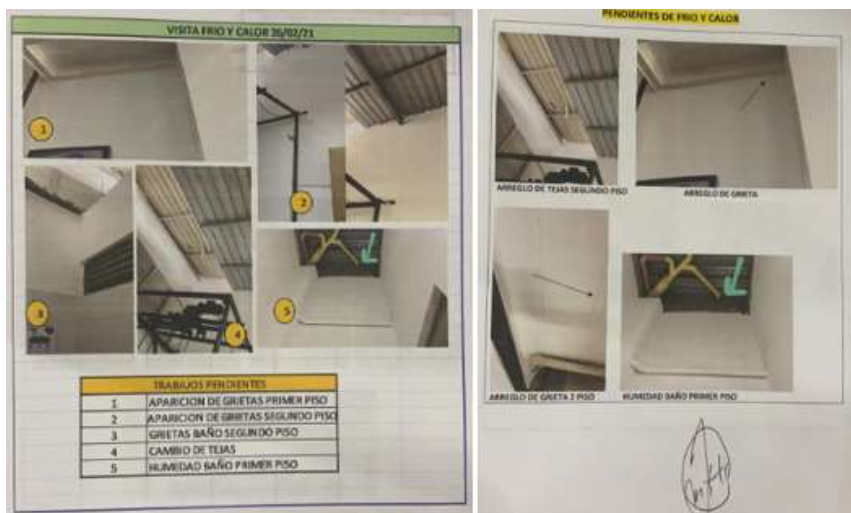 VISITA FRIO Y CALOR 26/02/21
1
2
3
4
5
TRABAJOS PENDIENTES
1 APARICION DE GRIETAS PRIMER PISO
2 APARICION DE GRIETAS SEGUNDO PISO
3 GRIETAS BAÑO SEGUNDO PISO
4 CAMBIO DE TEJAS
5 HUMEDAD BAÑO PRIMER PISO
PENDIENTES DE FRIO Y CALOR
ARREGLO DE TEJAS SEGUNDO PISO
ARREGLO DE GRIETA
ARREGLO DE GRIETA 2 PISO
HUMEDAD BAÑO PRIMER PISO